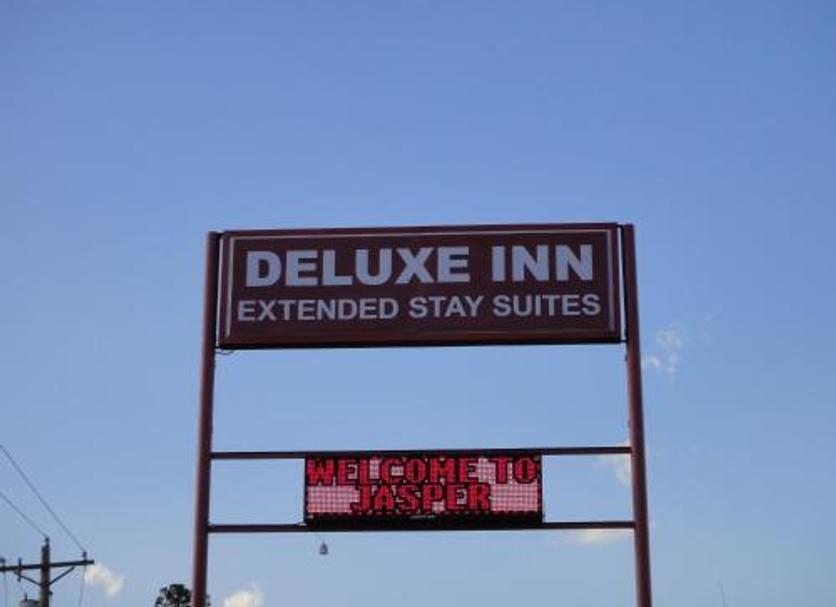 DELUXE INN
EXTENDED STAY SUITES
WELCOME TO
JASPER